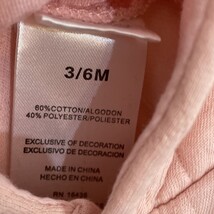 3/6M
60%COTTON/ALGODON
40% POLYESTER/POLIESTER
EXCLUSIVE OF DECORATION
EXCLUSIVO DE DECORACION
MADE IN CHINA
HECHO EN CHINA
RN